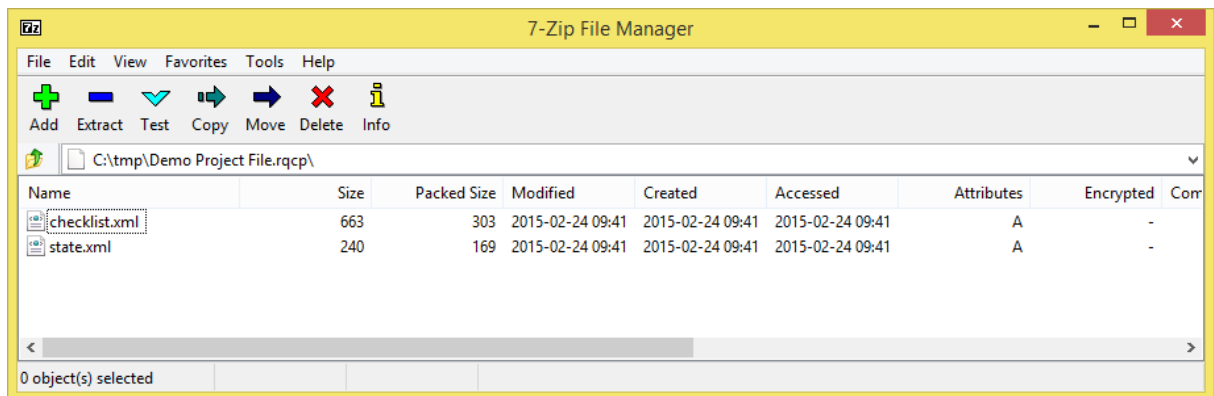 7z 7-Zip File Manager
File Edit View Favorites Tools Help
Add Extract Test Copy Move Delete Info
C:\tmp\Demo Project File.rqcp\
Name Size Packed Size Modified Created Accessed Attributes Encrypted Com
checklist.xml 663 303 2015-02-24 09:41 2015-02-24 09:41 2015-02-24 09:41 A -
state.xml 240 169 2015-02-24 09:41 2015-02-24 09:41 2015-02-24 09:41 A -
0 object(s) selected